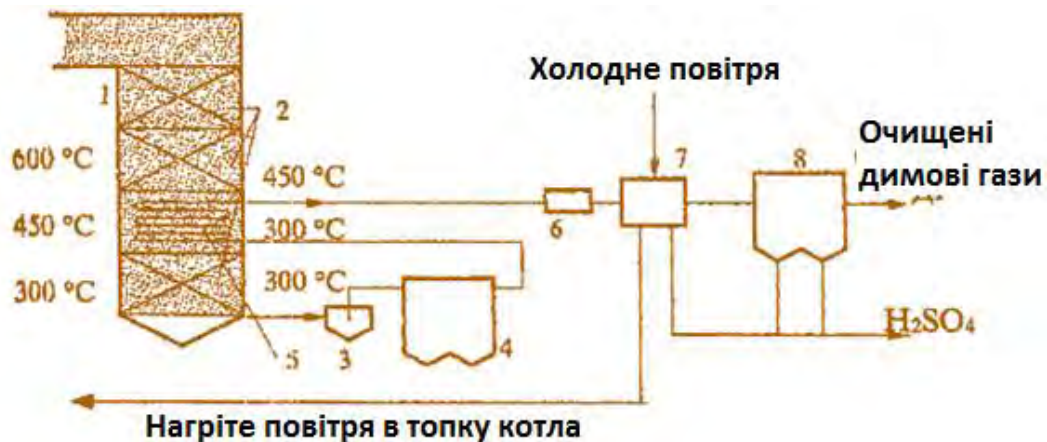 Холодне повітря
1
2
7
8
Очищені
димові гази
600 °C
450 °C
450 °C
300 °C
6
300 °C
300 °C
5
3
4
H₂SO₄
Нагріте повітря в топку котла